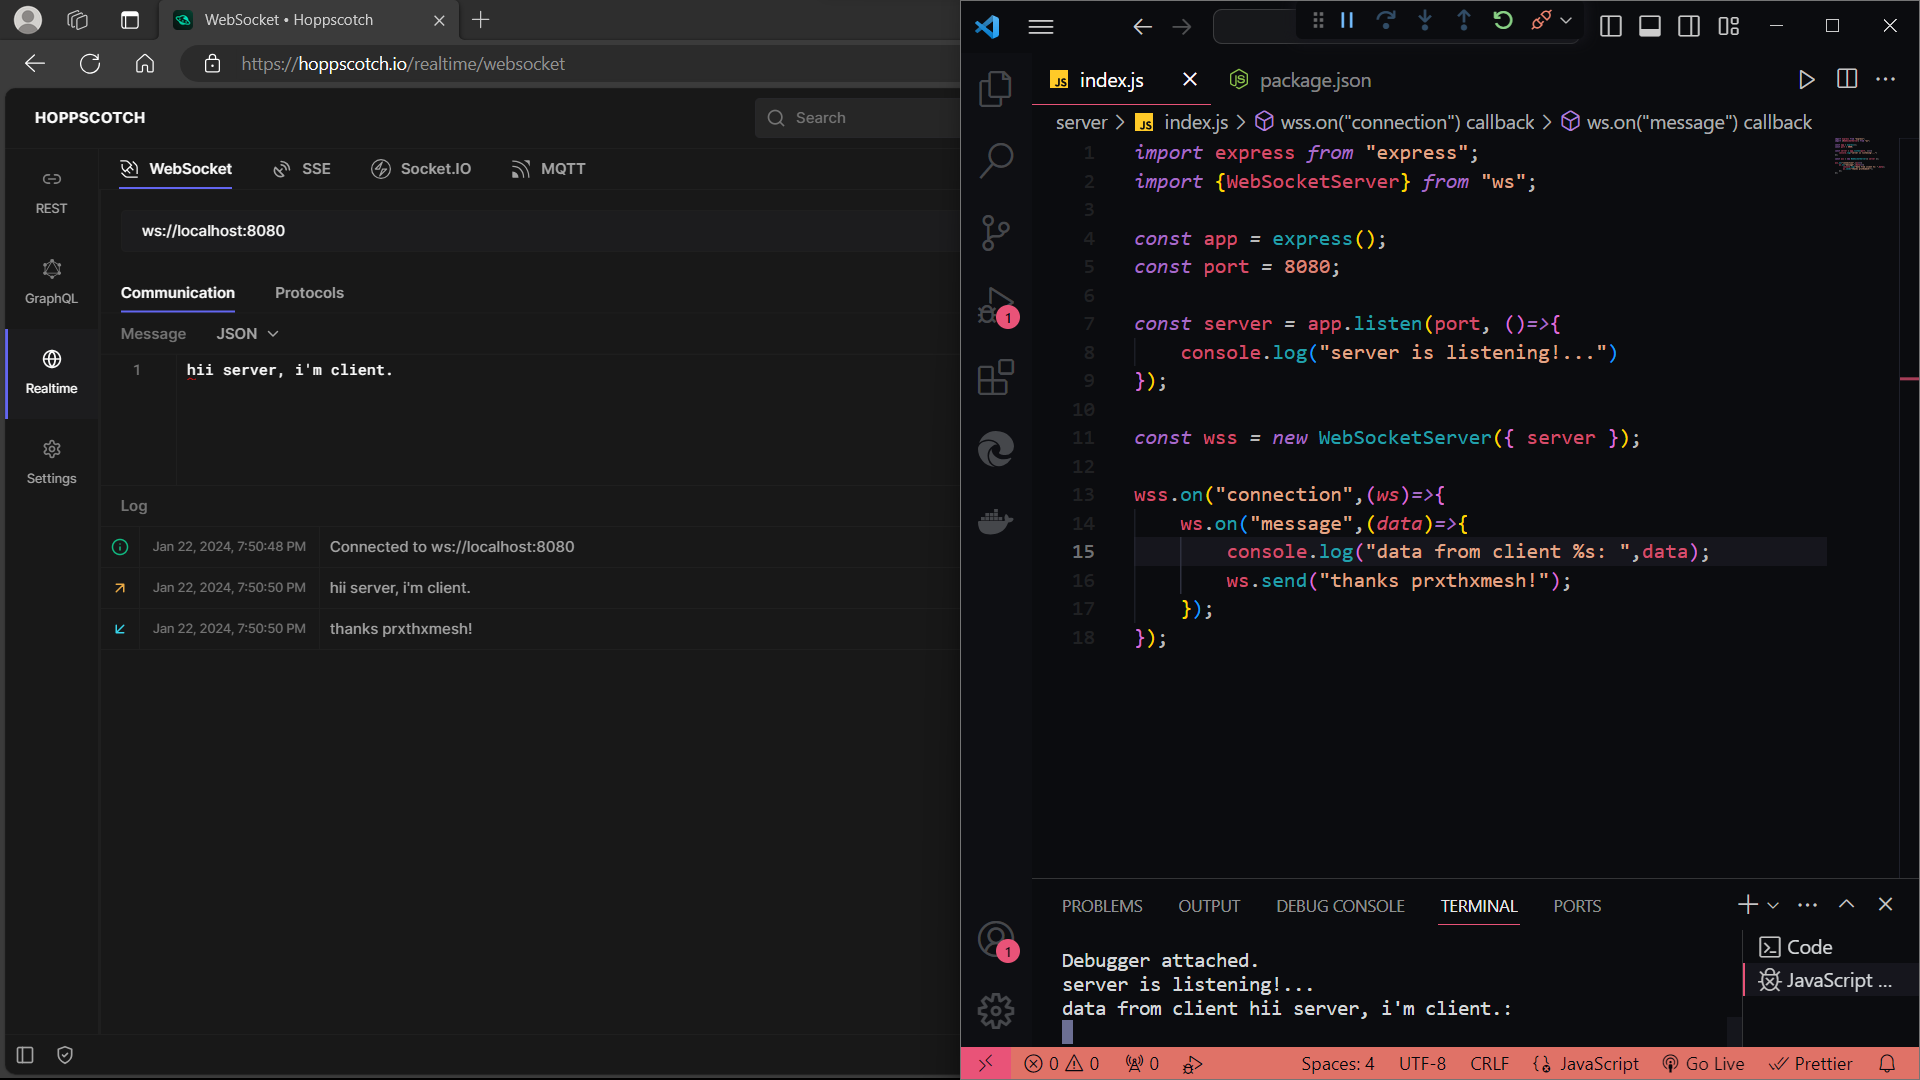 WebSocket • Hoppscotch
https://hoppscotch.io/realtime/websocket
HOPPSCOTCH
Search
REST
GraphQL
Realtime
Settings
WebSocket SSE Socket.IO MQTT
ws://localhost:8080
Communication Protocols
Message JSON
1 hii server, i'm client.
Log
Jan 22, 2024, 7:50:48 PM Connected to ws://localhost:8080
Jan 22, 2024, 7:50:50 PM hii server, i'm client.
Jan 22, 2024, 7:50:50 PM thanks prxthxmesh!
JS index.js package.json
server > JS index.js > wss.on("connection") callback > ws.on("message") callback
1 import express from "express";
2 import {WebSocketServer} from "ws";
3
4 const app = express();
5 const port = 8080;
6
7 const server = app.listen(port, ()=>{
8 console.log("server is listening!...")
9 });
10
11 const wss = new WebSocketServer({ server });
12
13 wss.on("connection",(ws)=>{
14 ws.on("message",(data)=>{
15 console.log("data from client %s: ",data);
16 ws.send("thanks prxthxmesh!");
17 });
18 });
1
1
PROBLEMS OUTPUT DEBUG CONSOLE TERMINAL PORTS
Debugger attached.
server is listening!...
data from client hii server, i'm client.:
Code
JavaScript ...
0 0 0 Spaces: 4 UTF-8 CRLF JavaScript Go Live Prettier